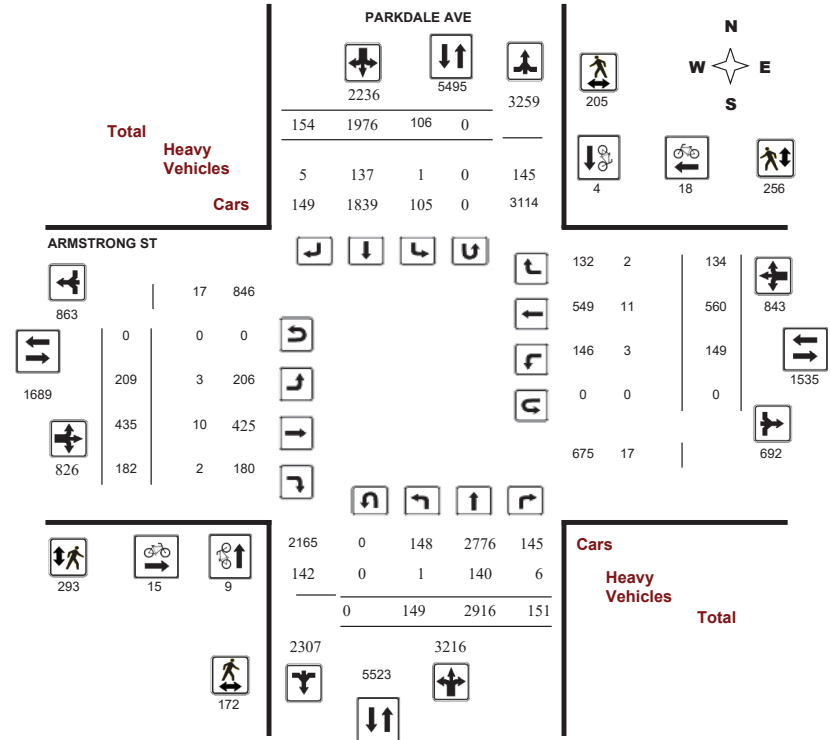 PARKDALE AVE
N
W E
S
2236 5495 3259
205
154 1976 106 0
Total
Heavy
Vehicles
Cars
5 137 1 0 145
149 1839 105 0 3114
4 18 256
ARMSTRONG ST
863
17 846
0 0 0
1689
209 3 206
435 10 425
826
182 2 180
132 2 134
549 11 560
843
146 3 149
1535
0 0 0
692
675 17
293 15 9
172
2165 0 148 2776 145
142 0 1 140 6
0 149 2916 151
2307 3216
5523
Cars
Heavy
Vehicles
Total